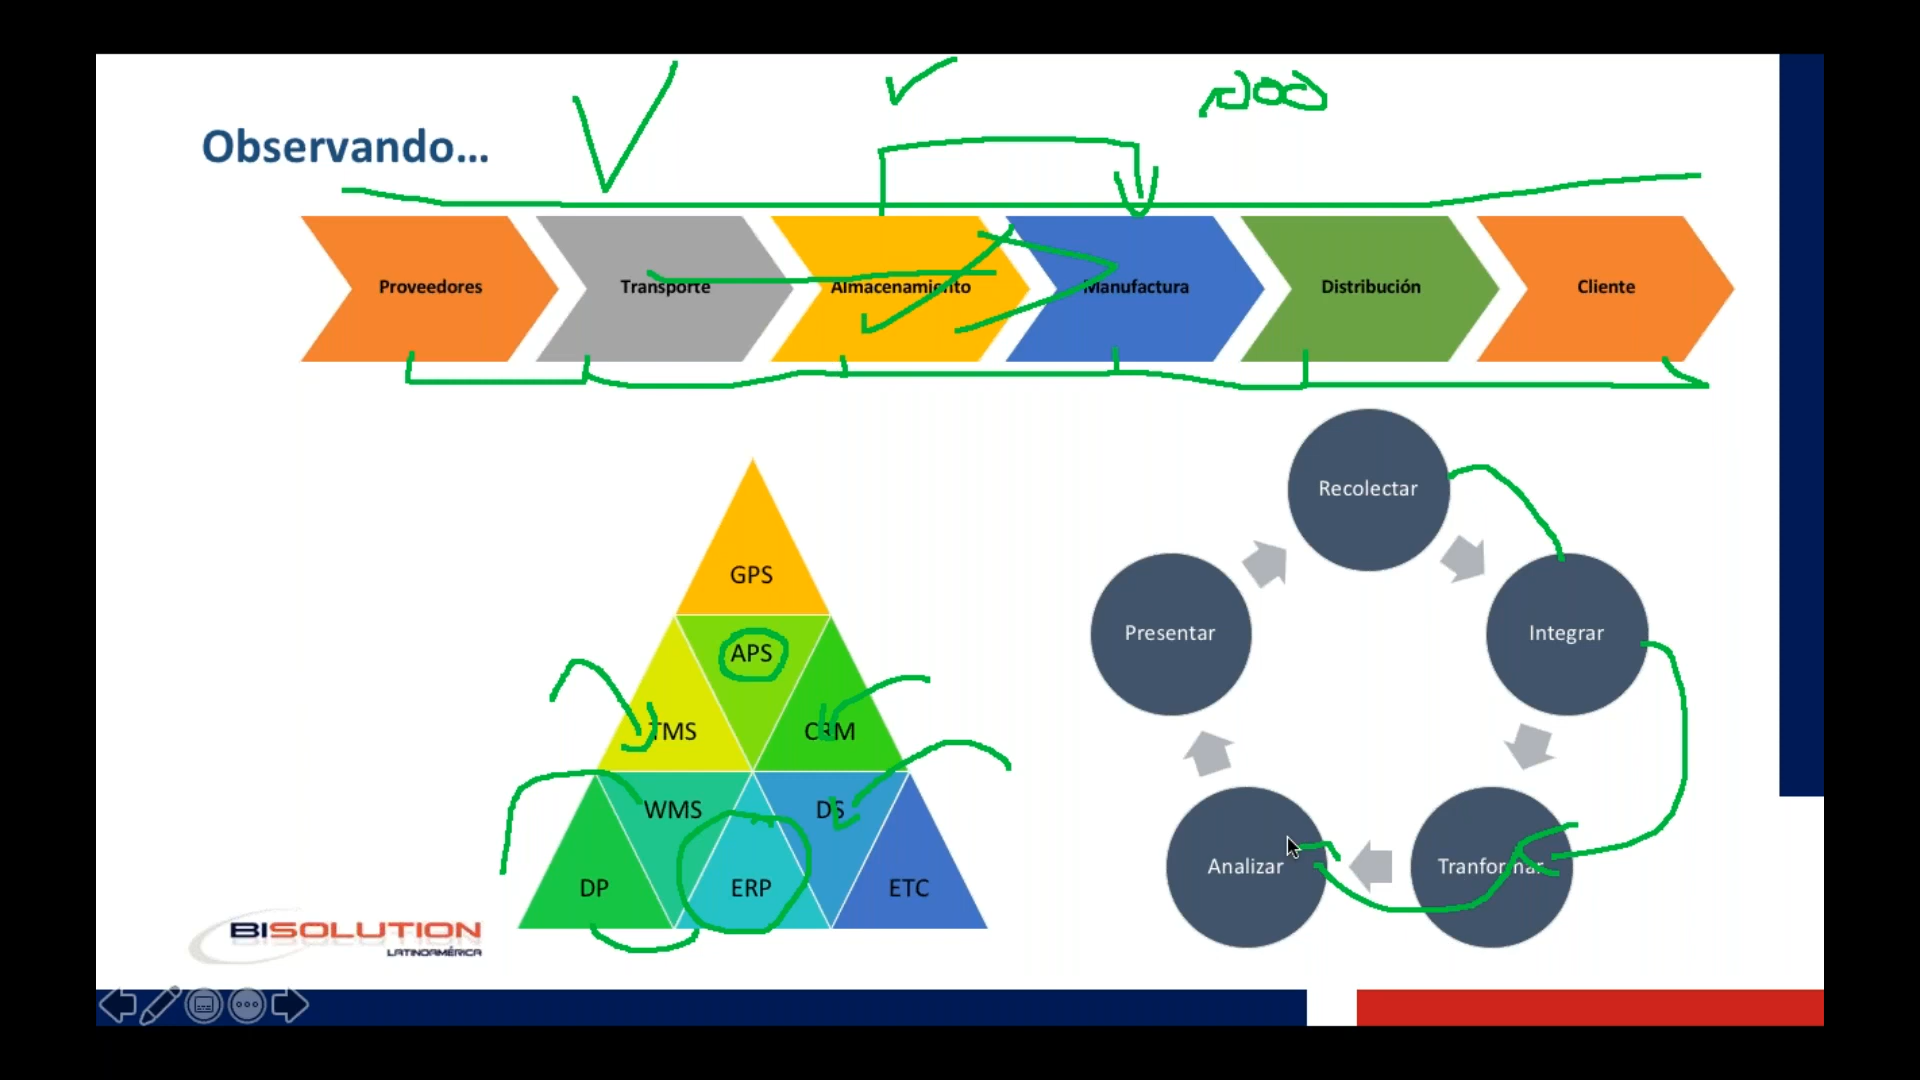 Observando...
Proveedores
Transporte
Almacenamiento
Manufactura
Distribución
Cliente
GPS
APS
TMS
CRM
WMS
DS
DP
ERP
ETC
Recolectar
Integrar
Tranformar
Analizar
Presentar
BISOLUTION
LATINOAMÉRICA